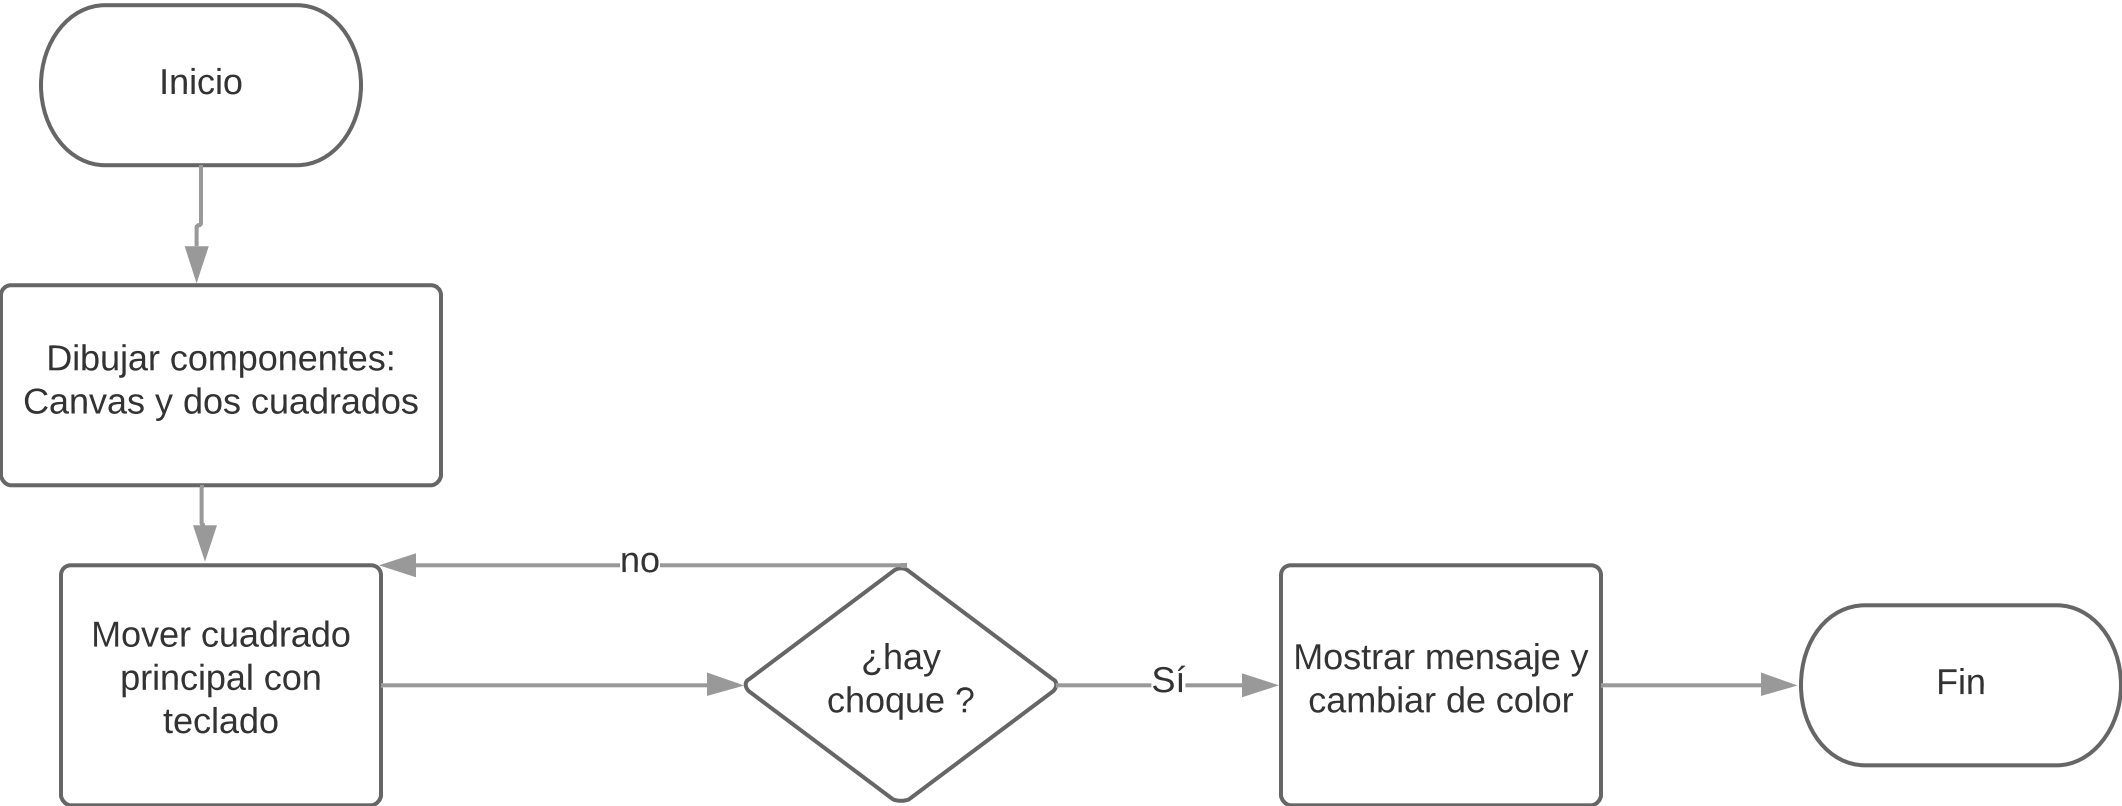 Inicio
Dibujar componentes:
Canvas y dos cuadrados
no
Mover cuadrado
principal con
teclado
¿hay
choque ?
Sí
Mostrar mensaje y
cambiar de color
Fin